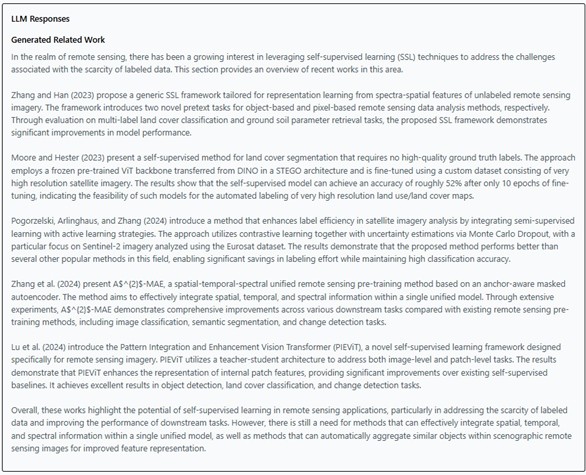 LLM Responses
Generated Related Work
In the realm of remote sensing, there has been a growing interest in leveraging self-supervised learning (SSL) techniques to address the challenges
associated with the scarcity of labeled data. This section provides an overview of recent works in this area.
Zhang and Han (2023) propose a generic SSL framework tailored for representation learning from spectra-spatial features of unlabeled remote sensing
imagery. The framework introduces two novel pretext tasks for object-based and pixel-based remote sensing data analysis methods, respectively.
Through evaluation on multi-label land cover classification and ground soil parameter retrieval tasks, the proposed SSL framework demonstrates
significant improvements in model performance.
Moore and Hester (2023) present a self-supervised method for land cover segmentation that requires no high-quality ground truth labels. The approach
employs a frozen pre-trained ViT backbone transferred from DINO in a STEGO architecture and is fine-tuned using a custom dataset consisting of very
high resolution satellite imagery. The results show that the self-supervised model can achieve an accuracy of roughly 52% after only 10 epochs of fine-
tuning, indicating the feasibility of such models for the automated labeling of very high resolution land use/land cover maps.
Pogorzelski, Arlinghaus, and Zhang (2024) introduce a method that enhances label efficiency in satellite imagery analysis by integrating semi-supervised
learning with active learning strategies. The approach utilizes contrastive learning together with uncertainty estimations via Monte Carlo Dropout, with a
particular focus on Sentinel-2 imagery analyzed using the Eurosat dataset. The results demonstrate that the proposed method performs better than
several other popular methods in this field, enabling significant savings in labeling effort while maintaining high classification accuracy.
Zhang et al. (2024) present A$^{2}$-MAE, a spatial-temporal-spectral unified remote sensing pre-training method based on an anchor-aware masked
autoencoder. The method aims to effectively integrate spatial, temporal, and spectral information within a single unified model. Through extensive
experiments, A$^{2}$-MAE demonstrates comprehensive improvements across various downstream tasks compared with existing remote sensing pre-
training methods, including image classification, semantic segmentation, and change detection tasks.
Lu et al. (2024) introduce the Pattern Integration and Enhancement Vision Transformer (PIEViT), a novel self-supervised learning framework designed
specifically for remote sensing imagery. PIEViT utilizes a teacher-student architecture to address both image-level and patch-level tasks. The results
demonstrate that PIEViT enhances the representation of internal patch features, providing significant improvements over existing self-supervised
baselines. It achieves excellent results in object detection, land cover classification, and change detection tasks.
Overall, these works highlight the potential of self-supervised learning in remote sensing applications, particularly in addressing the scarcity of labeled
data and improving the performance of downstream tasks. However, there is still a need for methods that can effectively integrate spatial, temporal,
and spectral information within a single unified model, as well as methods that can automatically aggregate similar objects within scenographic remote
sensing images for improved feature representation.